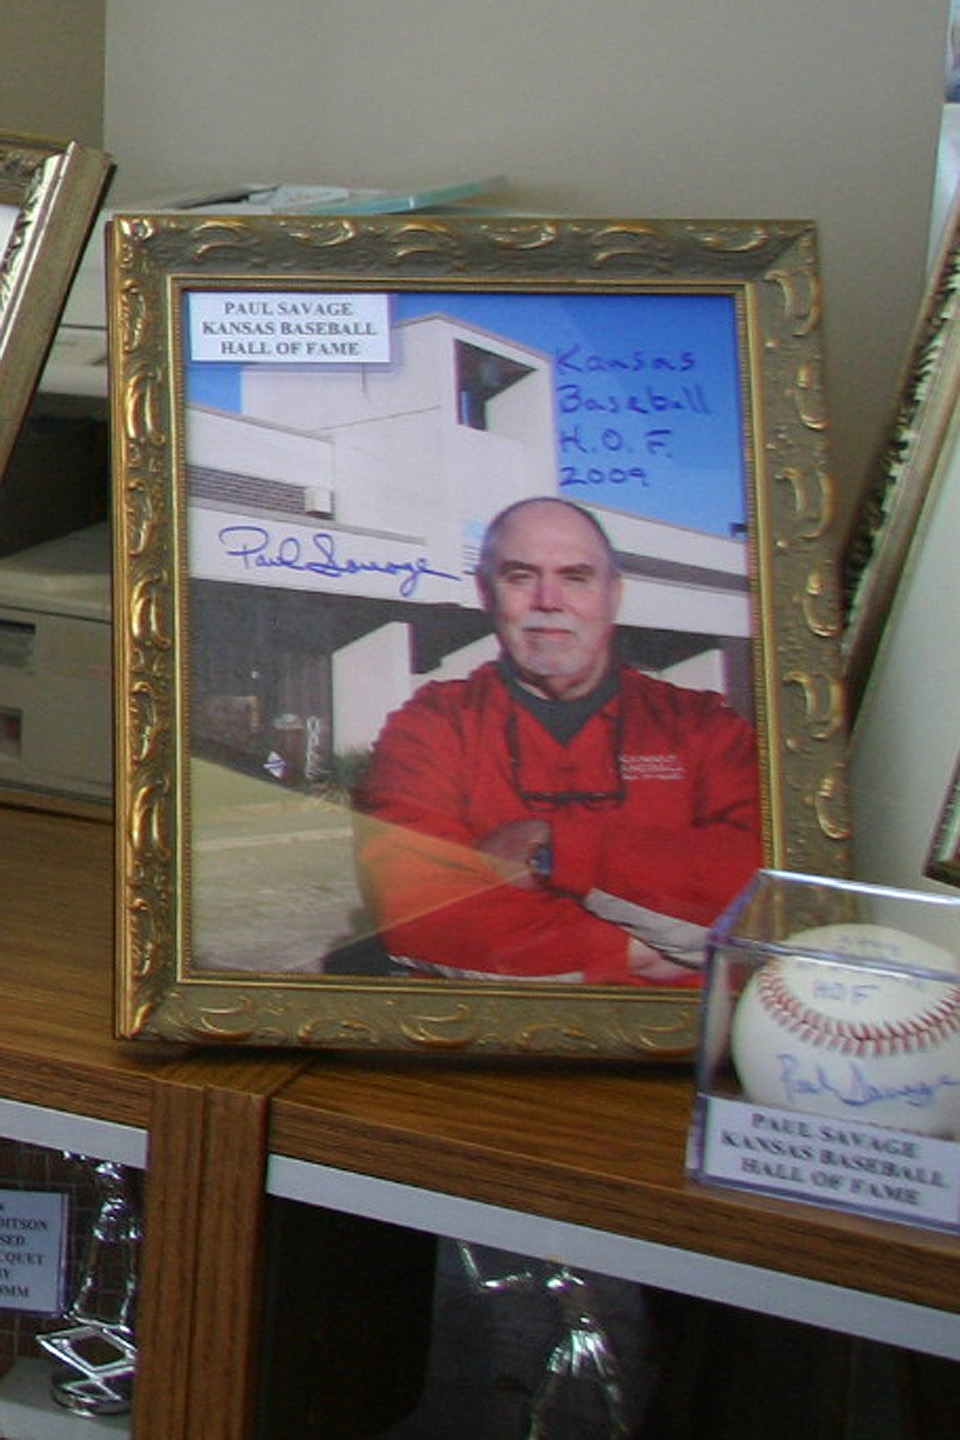 PAUL SAVAGE
KANSAS BASEBALL
HALL OF FAME
Kansas
Baseball
H.O.F.
2009
Paul Savage
HOF
Paul Savage
PAUL SAVAGE
KANSAS BASEBALL
HALL OF FAME